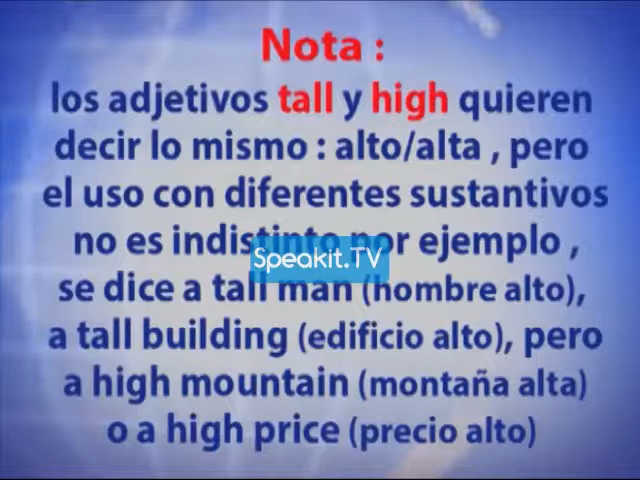 Nota :
los adjetivos tall y high quieren
decir lo mismo : alto/alta , pero
el uso con diferentes sustantivos
no es indistinto por ejemplo ,
Speakit.TV
se dice a tall man (hombre alto),
a tall building (edificio alto), pero
a high mountain (montaña alta)
o a high price (precio alto)